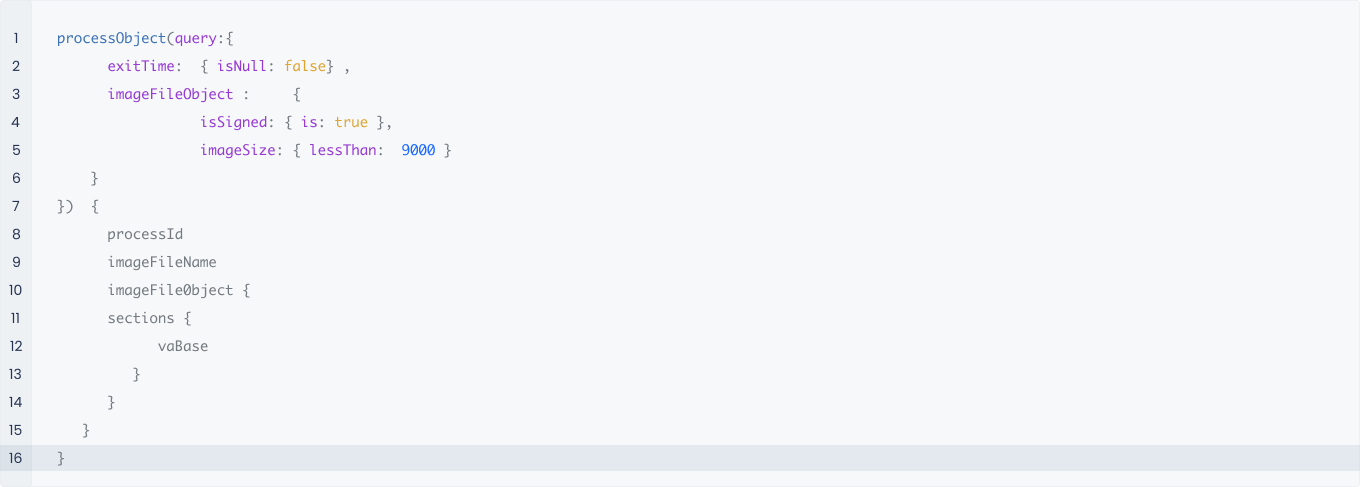 1 processObject(query:{
2 exitTime: { isNull: false} ,
3 imageFileObject : {
4 isSigned: { is: true },
5 imageSize: { lessThan: 9000 }
6 }
7 }) {
8 processId
9 imageFileName
10 imageFile0bject {
11 sections {
12 vaBase
13 }
14 }
15 }
16 }